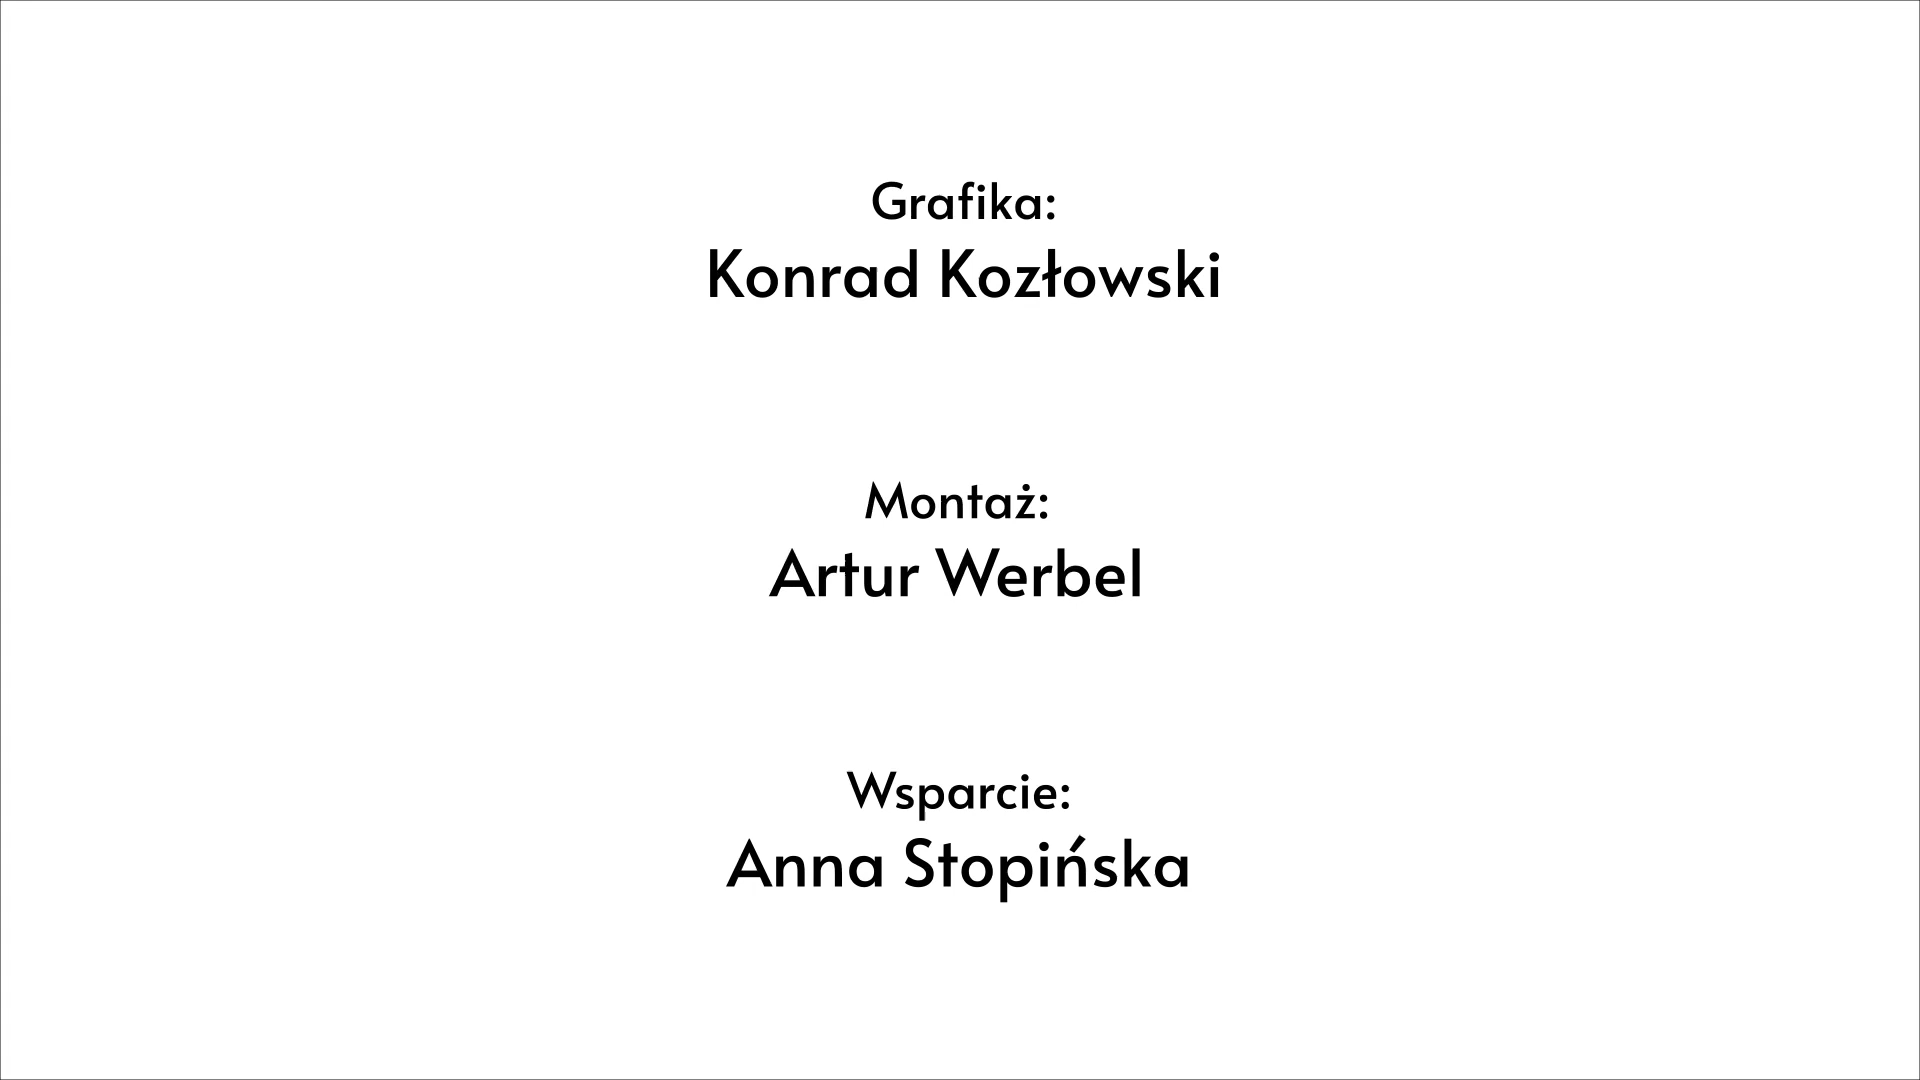 Grafika:
Konrad Kozłowski
Montaż:
Artur Werbel
Wsparcie:
Anna Stopińska